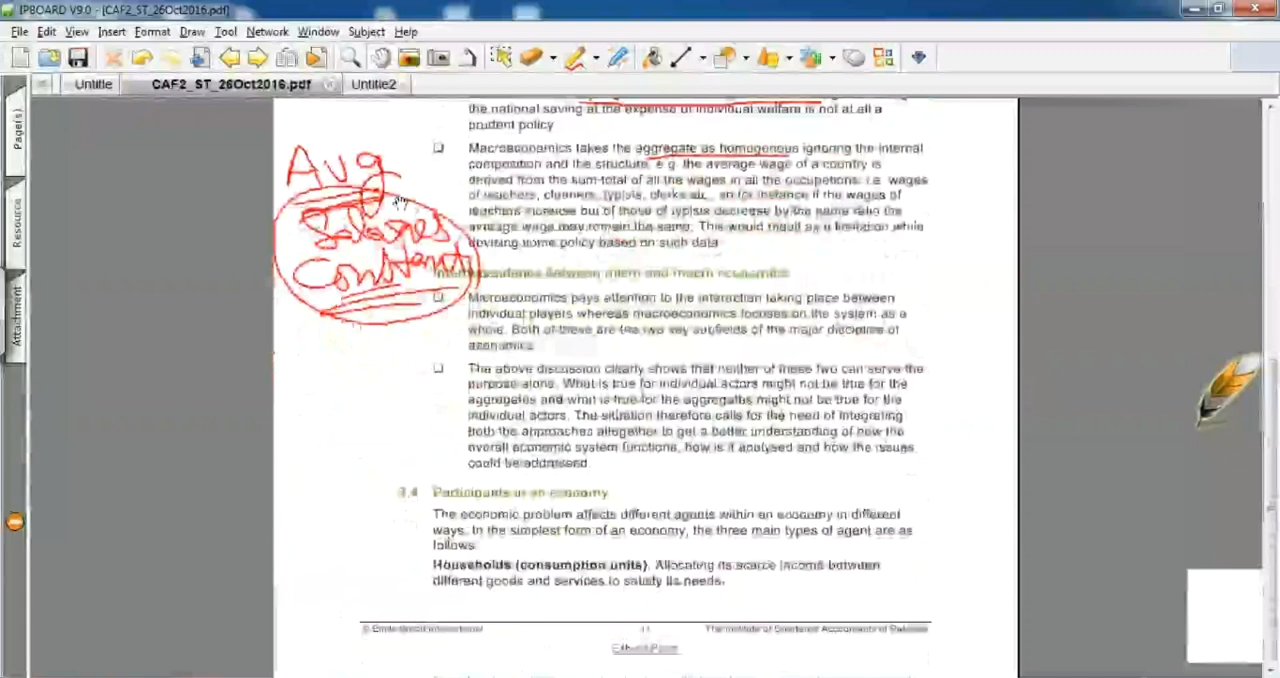 IPBOARD V9.0 - [CAF2_ST_26Oct2016.pdf]
File Edit View Insert Format Draw Tool Network Window Subject Help
Untitle CAF2_ST_26Oct2016.pdf Untitle2
Page(s)
Resource
Attachment
the national saving at the expense of individual welfare is not at all a
prudent policy
❑ Macroeconomics takes the aggregate as homogenous ignoring the internal
composition and the structure, e.g. the average wage of a country is
derived from the sum-total of all the wages in all the occupations. i.e. wages
of teachers, cleaners, typists, clerks etc. so for instance if the wages of
teachers increase but of those of typists decrease by the same ratio the
average wage may remain the same. This would result as a limitation while
devising some policy based on such data
Avg
Salaries
Constant
between micro and macro economics
❑ Microeconomics pays attention to the interaction taking place between
individual players whereas macroeconomics focuses on the system as a
whole. Both of these are the two key subfields of the major discipline of
economics
❑ The above discussion clearly shows that neither of these two can serve the
purpose alone. What is true for individual actors might not be true for the
aggregates and what is true for the aggregates might not be true for the
individual actors. The situation therefore calls for the need of integrating
both the approaches altogether to get a better understanding of how the
overall economic system functions, how is it analysed and how the issues
could be addressed
Participants in an economy
The economic problem affects different agents within an economy in different
ways. In the simplest form of an economy, the three main types of agent are as
follows
Households (consumption units). Allocating its scarce income between
different goods and services to satisfy its needs.
© Emile Woolf International 11 The Institute of Chartered Accountants of Pakistan